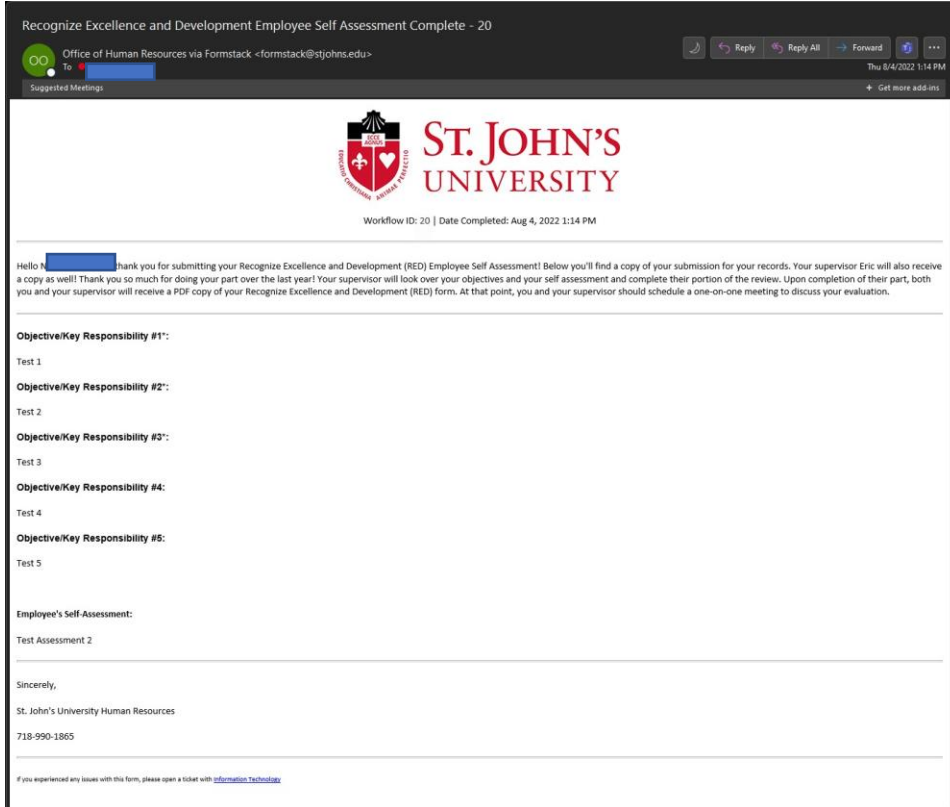 Recognize Excellence and Development Employee Self Assessment Complete - 20
OO
Office of Human Resources via Formstack <formstack@stjohns.edu>
To
Reply
Reply All
Forward
Thu 8/4/2022 1:14 PM
Suggested Meetings
+ Get more add-ins
ECCE
AGNUS
EDUCATIO CHRISTIANA ANIMAE PERFECTIO
ST. JOHN'S
UNIVERSITY
Workflow ID: 20 | Date Completed: Aug 4, 2022 1:14 PM
Hello N thank you for submitting your Recognize Excellence and Development (RED) Employee Self Assessment! Below you'll find a copy of your submission for your records. Your supervisor Eric will also receive
a copy as well! Thank you so much for doing your part over the last year! Your supervisor will look over your objectives and your self assessment and complete their portion of the review. Upon completion of their part, both
you and your supervisor will receive a PDF copy of your Recognize Excellence and Development (RED) form. At that point, you and your supervisor should schedule a one-on-one meeting to discuss your evaluation.
Objective/Key Responsibility #1*:
Test 1
Objective/Key Responsibility #2*:
Test 2
Objective/Key Responsibility #3*:
Test 3
Objective/Key Responsibility #4:
Test 4
Objective/Key Responsibility #5:
Test 5
Employee's Self-Assessment:
Test Assessment 2
Sincerely,
St. John's University Human Resources
718-990-1865
If you experienced any issues with this form, please open a ticket with Information Technology